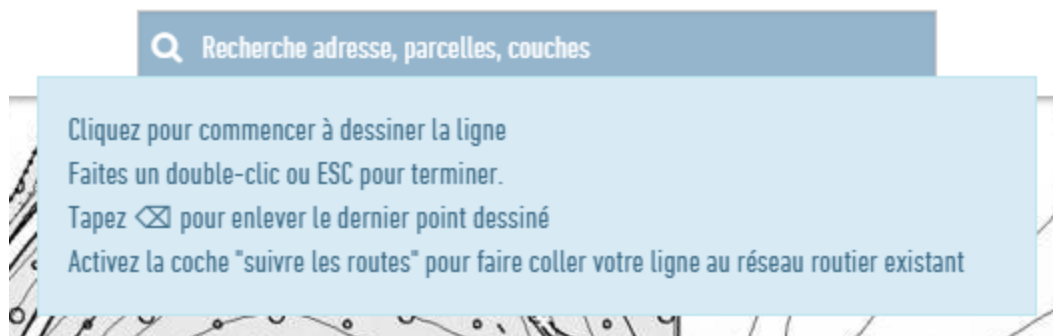 Recherche adresse, parcelles, couches
Cliquez pour commencer à dessiner la ligne
Faites un double-clic ou ESC pour terminer.
Tapez ⌫ pour enlever le dernier point dessiné
Activez la coche "suivre les routes" pour faire coller votre ligne au réseau routier existant